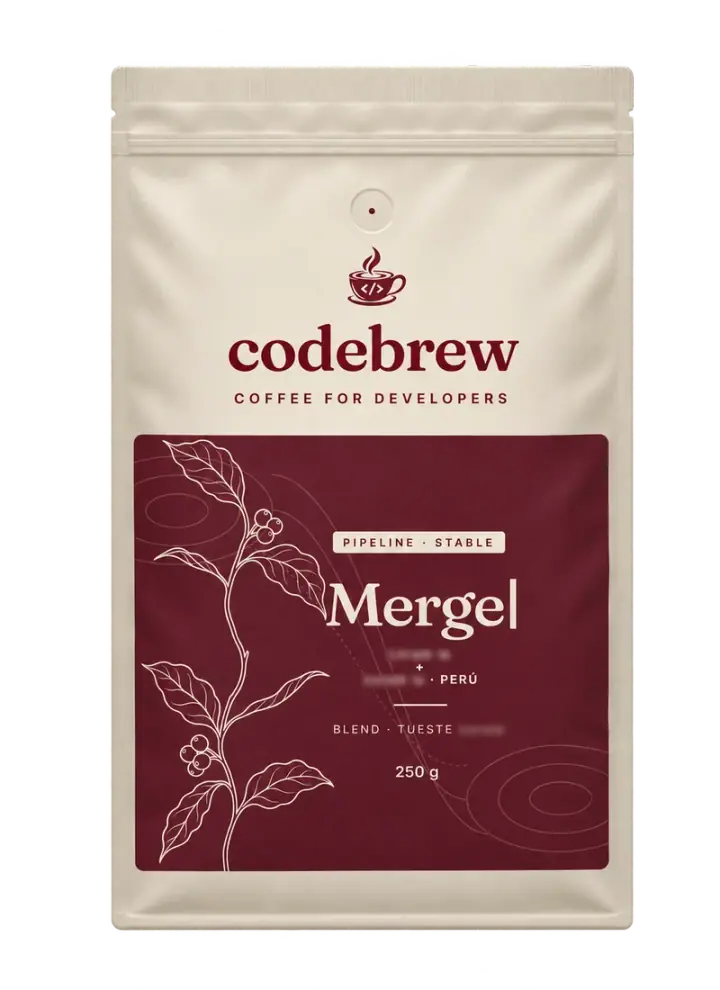 </>
codebrew
COFFEE FOR DEVELOPERS
PIPELINE · STABLE
Merge|
+
· PERÚ
BLEND · TUESTE
250 g